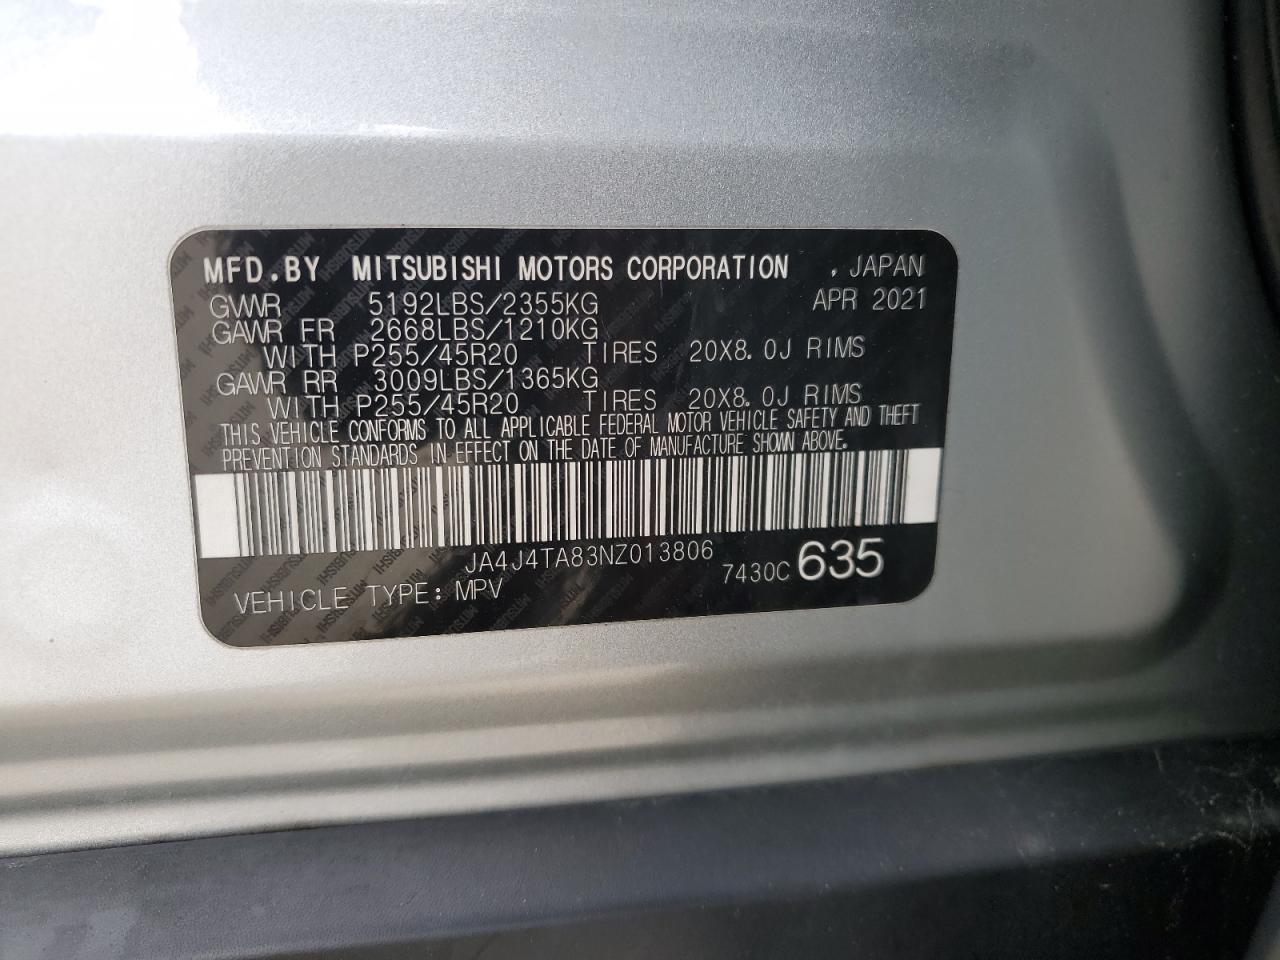 MFD.BY MITSUBISHI MOTORS CORPORATION , JAPAN
GVWR 5192LBS/2355KG APR 2021
GAWR FR 2668LBS/1210KG
WITH P255/45R20 TIRES 20X8.0J RIMS
GAWR RR 3009LBS/1365KG
WITH P255/45R20 TIRES 20X8.0J RIMS
THIS VEHICLE CONFORMS TO ALL APPLICABLE FEDERAL MOTOR VEHICLE SAFETY AND THEFT
PREVENTION STANDARDS IN EFFECT ON THE DATE OF MANUFACTURE SHOWN ABOVE.
JA4J4TA83NZ013806
7430C 635
VEHICLE TYPE: MPV